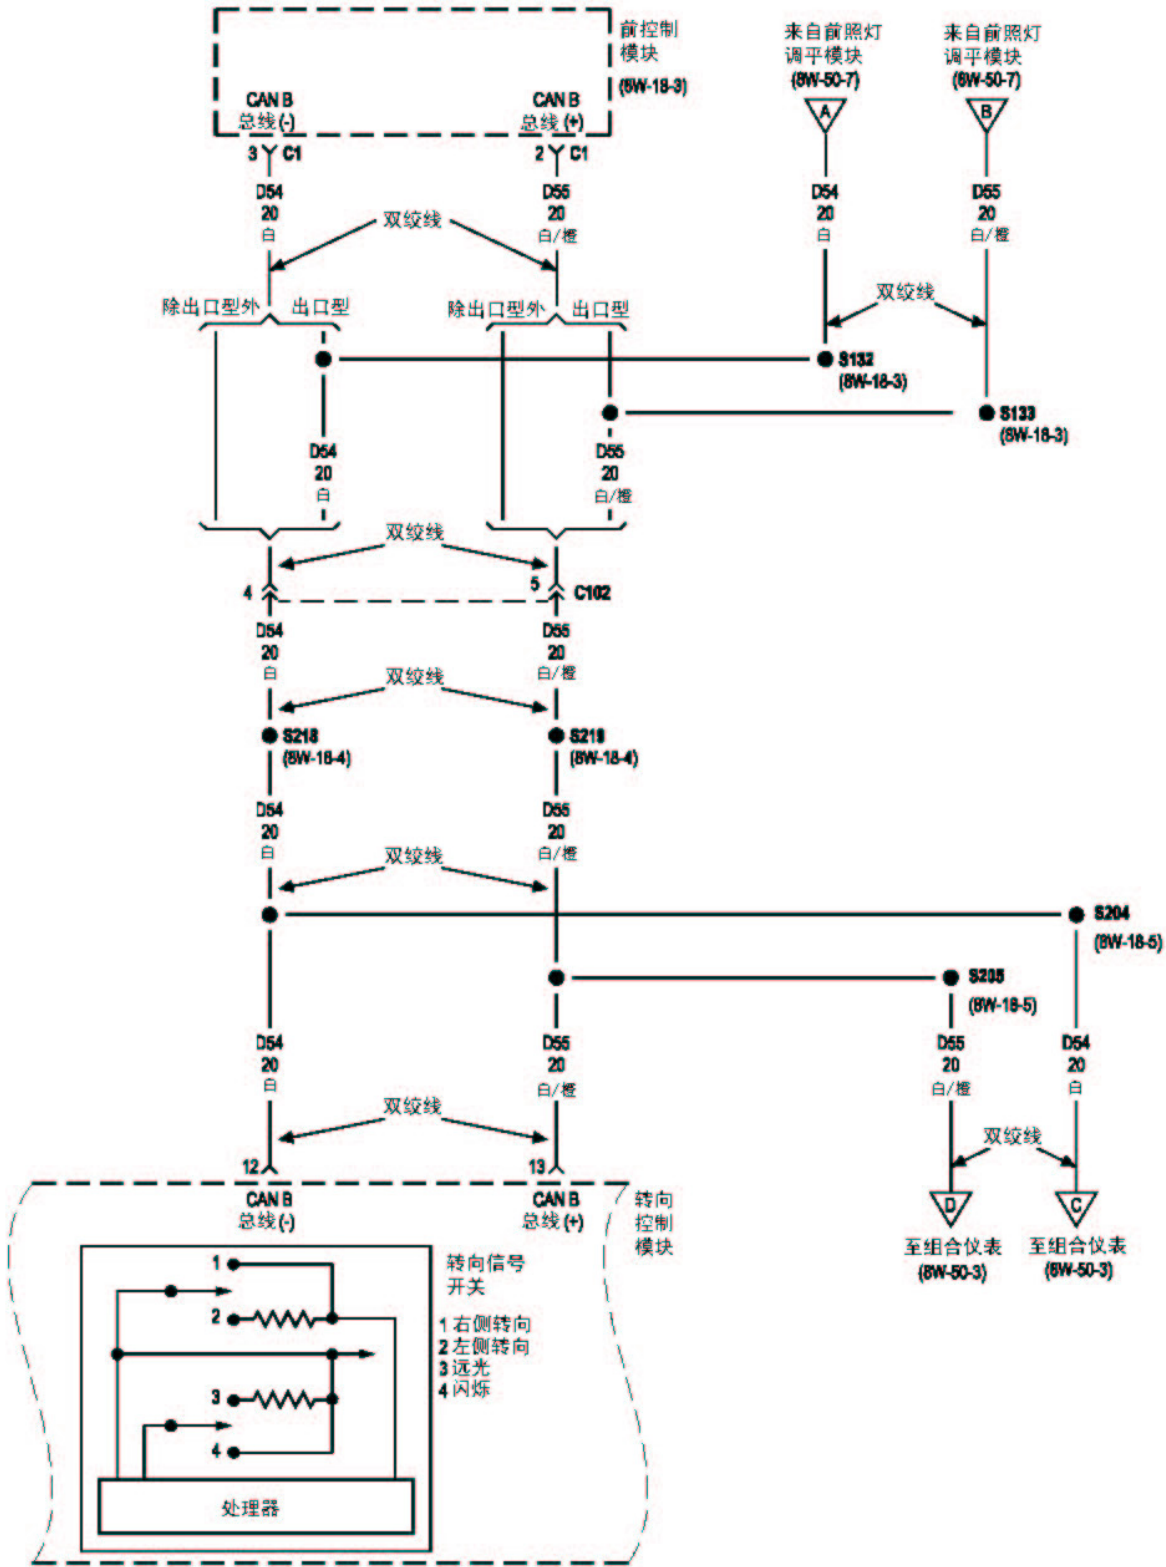 前控制
模块
(8W-18-3)
来自前照灯
调平模块
(8W-50-7)
来自前照灯
调平模块
(8W-50-7)
CAN B
总线(-)
CAN B
总线(+)
A
B
3
C1
2
C1
D54
20
白
D55
20
白/橙
D54
20
白
D55
20
白/橙
双绞线
双绞线
除出口型外
出口型
除出口型外
出口型
S132
(8W-18-3)
S133
(8W-18-3)
D54
20
白
D55
20
白/橙
双绞线
4
5
C102
D54
20
白
D55
20
白/橙
双绞线
S218
(8W-18-4)
S219
(8W-18-4)
D54
20
白
D55
20
白/橙
双绞线
S204
(8W-18-5)
S205
(8W-18-5)
D54
20
白
D55
20
白/橙
D55
20
白/橙
D54
20
白
双绞线
双绞线
12
13
CAN B
总线(-)
CAN B
总线(+)
转向
控制
模块
D
C
至组合仪表
(8W-50-3)
至组合仪表
(8W-50-3)
转向信号
开关
1
2
3
4
1 右侧转向
2 左侧转向
3 远光
4 闪烁
处理器